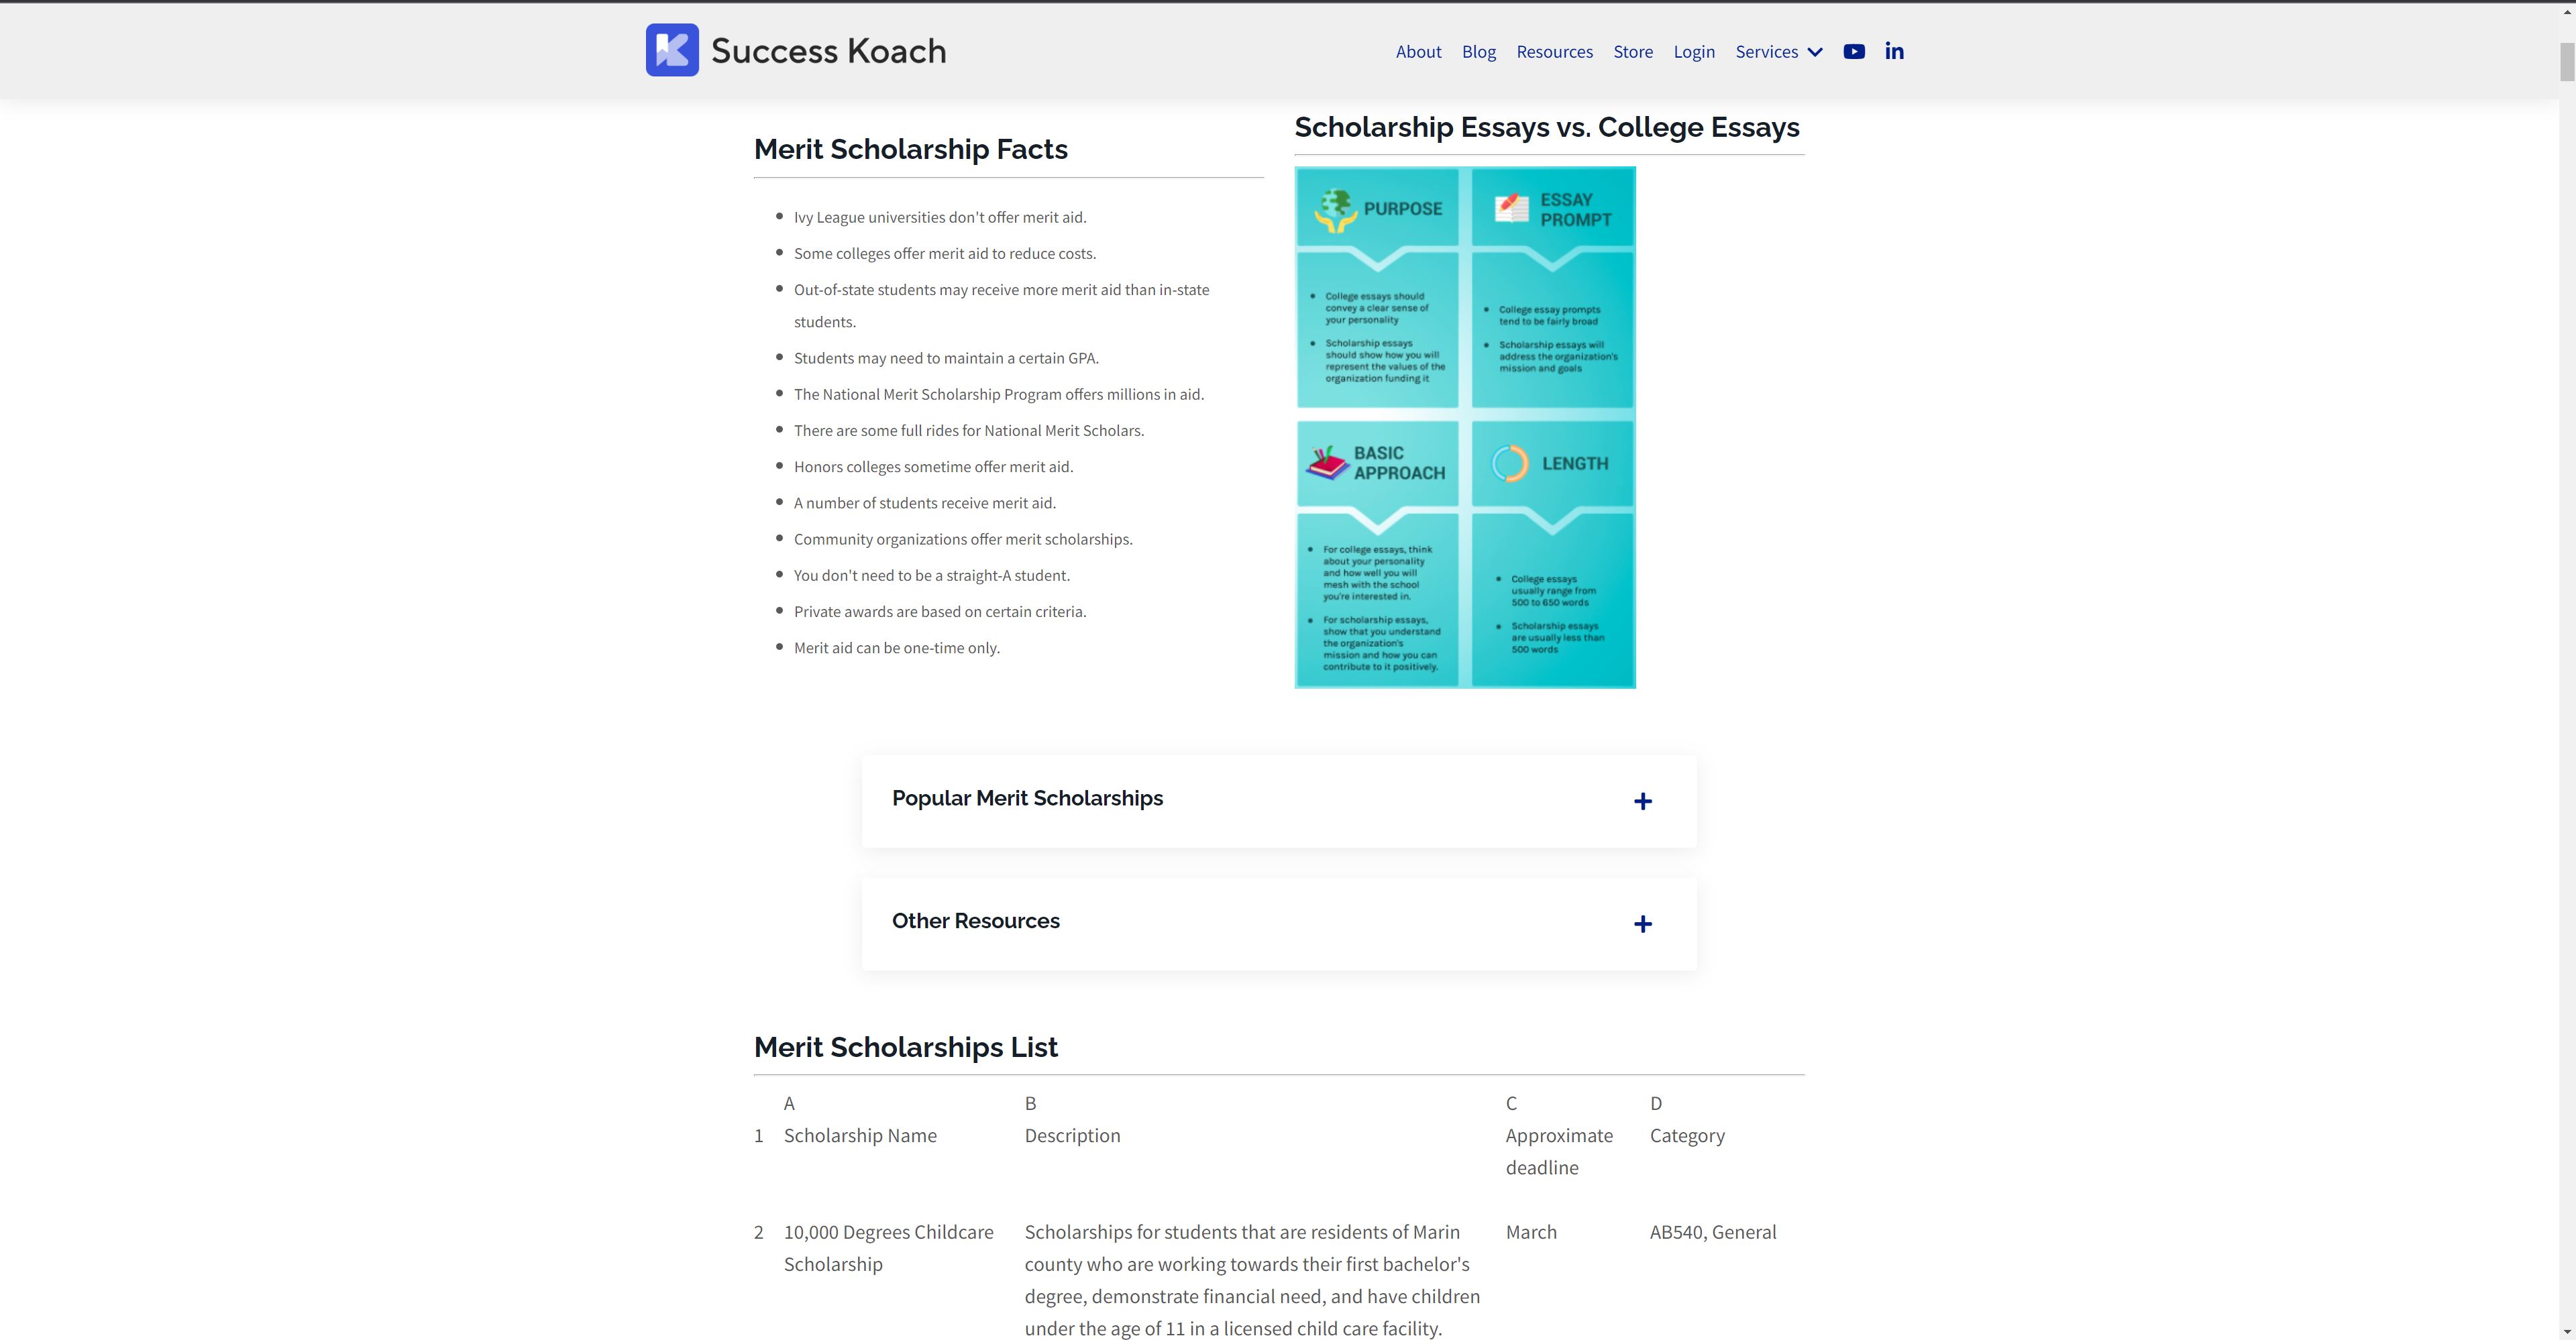 Success Koach
About Blog Resources Store Login Services
Merit Scholarship Facts
Ivy League universities don't offer merit aid.
Some colleges offer merit aid to reduce costs.
Out-of-state students may receive more merit aid than in-state
students.
Students may need to maintain a certain GPA.
The National Merit Scholarship Program offers millions in aid.
There are some full rides for National Merit Scholars.
Honors colleges sometime offer merit aid.
A number of students receive merit aid.
Community organizations offer merit scholarships.
You don't need to be a straight-A student.
Private awards are based on certain criteria.
Merit aid can be one-time only.
Scholarship Essays vs. College Essays
PURPOSE
College essays should
convey a clear sense of
your personality
Scholarship essays
should show how you will
represent the values of the
organization funding it
ESSAY
PROMPT
College essay prompts
tend to be fairly broad
Scholarship essays will
address the organization's
mission and goals
BASIC
APPROACH
For college essays, think
about your personality
and how well you will
mesh with the school
you're interested in.
For scholarship essays,
show that you understand
the organization's
mission and how you can
contribute to it positively.
LENGTH
College essays
usually range from
500 to 650 words
Scholarship essays
are usually less than
500 words
Popular Merit Scholarships
Other Resources
Merit Scholarships List
A B C D
1 Scholarship Name Description Approximate Category
deadline
2 10,000 Degrees Childcare Scholarships for students that are residents of Marin March AB540, General
Scholarship county who are working towards their first bachelor's
degree, demonstrate financial need, and have children
under the age of 11 in a licensed child care facility.